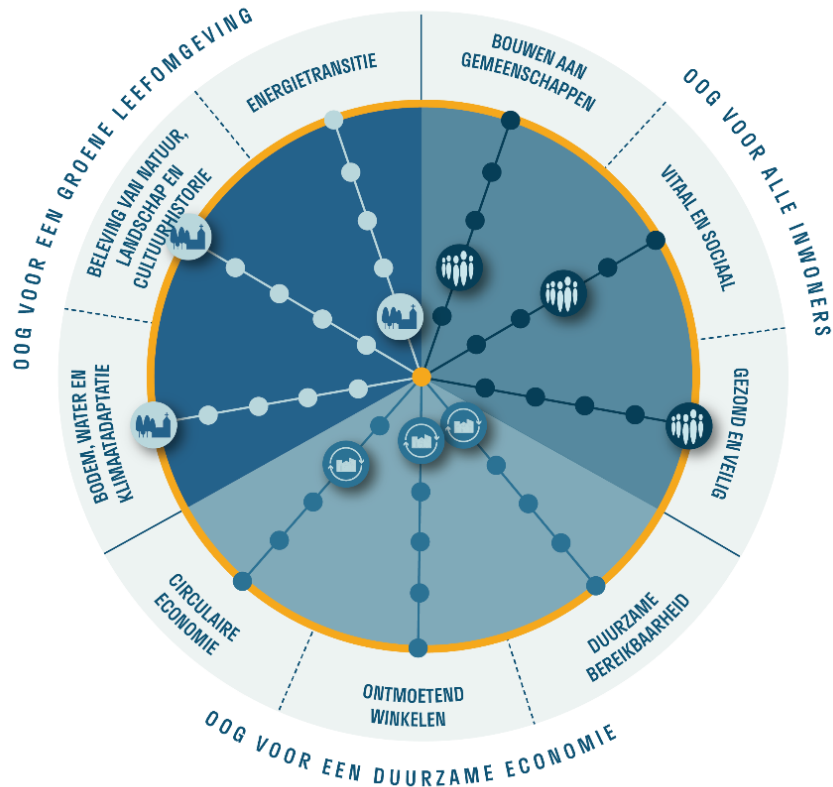 OOG VOOR EEN GROENE LEEFOMGEVING
ENERGIETRANSITIE
BELEVING VAN NATUUR,
LANDSCHAP EN
CULTUURHISTORIE
BODEM, WATER EN
KLIMAATADAPTATIE
OOG VOOR ALLE INWONERS
BOUWEN AAN
GEMEENSCHAPPEN
VITAAL EN SOCIAAL
GEZOND EN VEILIG
OOG VOOR EEN DUURZAME ECONOMIE
DUURZAME
BEREIKBAARHEID
ONTMOETEND
WINKELEN
CIRCULAIRE
ECONOMIE